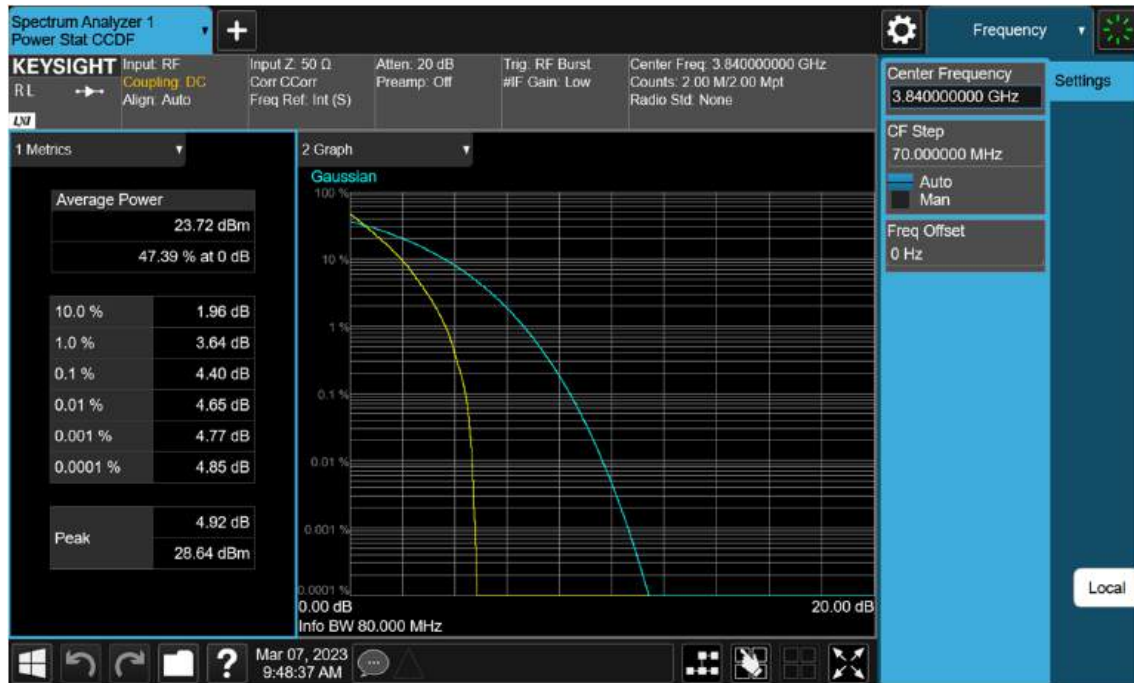 Spectrum Analyzer 1
Power Stat CCDF
+
Frequency
KEYSIGHT
RL
LXI
Input: RF
Coupling: DC
Align: Auto
Input Z: 50 Ω
Corr CCorr
Freq Ref: Int (S)
Atten: 20 dB
Preamp: Off
Trig: RF Burst
#IF Gain: Low
Center Freq: 3.840000000 GHz
Counts: 2.00 M/2.00 Mpt
Radio Std: None
Center Frequency
3.840000000 GHz
Settings
CF Step
70.000000 MHz
Auto
Man
Freq Offset
0 Hz
1 Metrics
Average Power
23.72 dBm
47.39 % at 0 dB
10.0 % 1.96 dB
1.0 % 3.64 dB
0.1 % 4.40 dB
0.01 % 4.65 dB
0.001 % 4.77 dB
0.0001 % 4.85 dB
Peak
4.92 dB
28.64 dBm
2 Graph
Gaussian
100 %
10 %
1 %
0.1 %
0.01 %
0.001 %
0.0001 %
0.00 dB 20.00 dB
Info BW 80.000 MHz
Local
?
Mar 07, 2023
9:48:37 AM